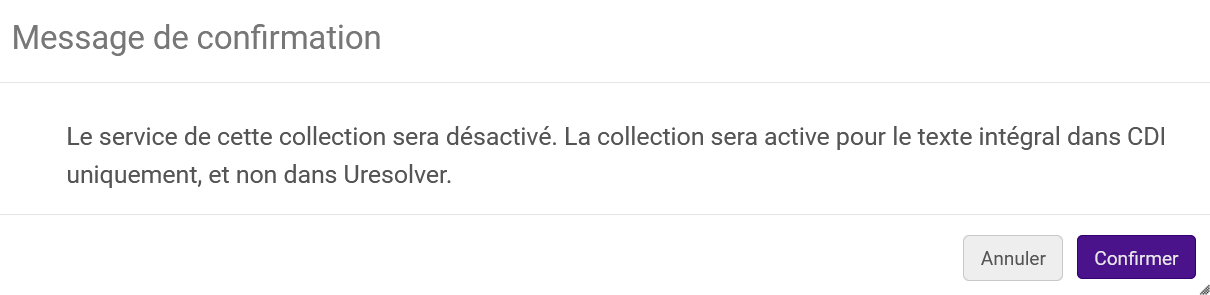 Message de confirmation
Le service de cette collection sera désactivé. La collection sera active pour le texte intégral dans CDI
uniquement, et non dans Uresolver.
Annuler
Confirmer